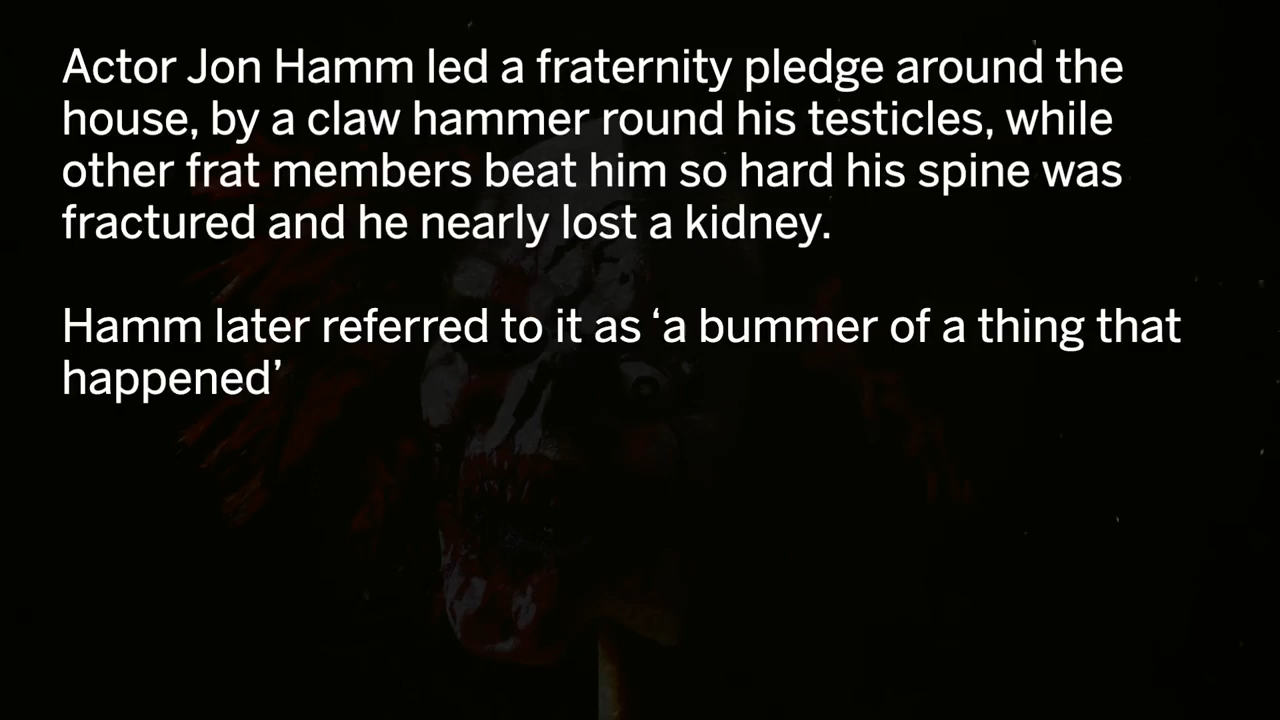 Actor Jon Hamm led a fraternity pledge around the
house, by a claw hammer round his testicles, while
other frat members beat him so hard his spine was
fractured and he nearly lost a kidney.
Hamm later referred to it as ‘a bummer of a thing that
happened’